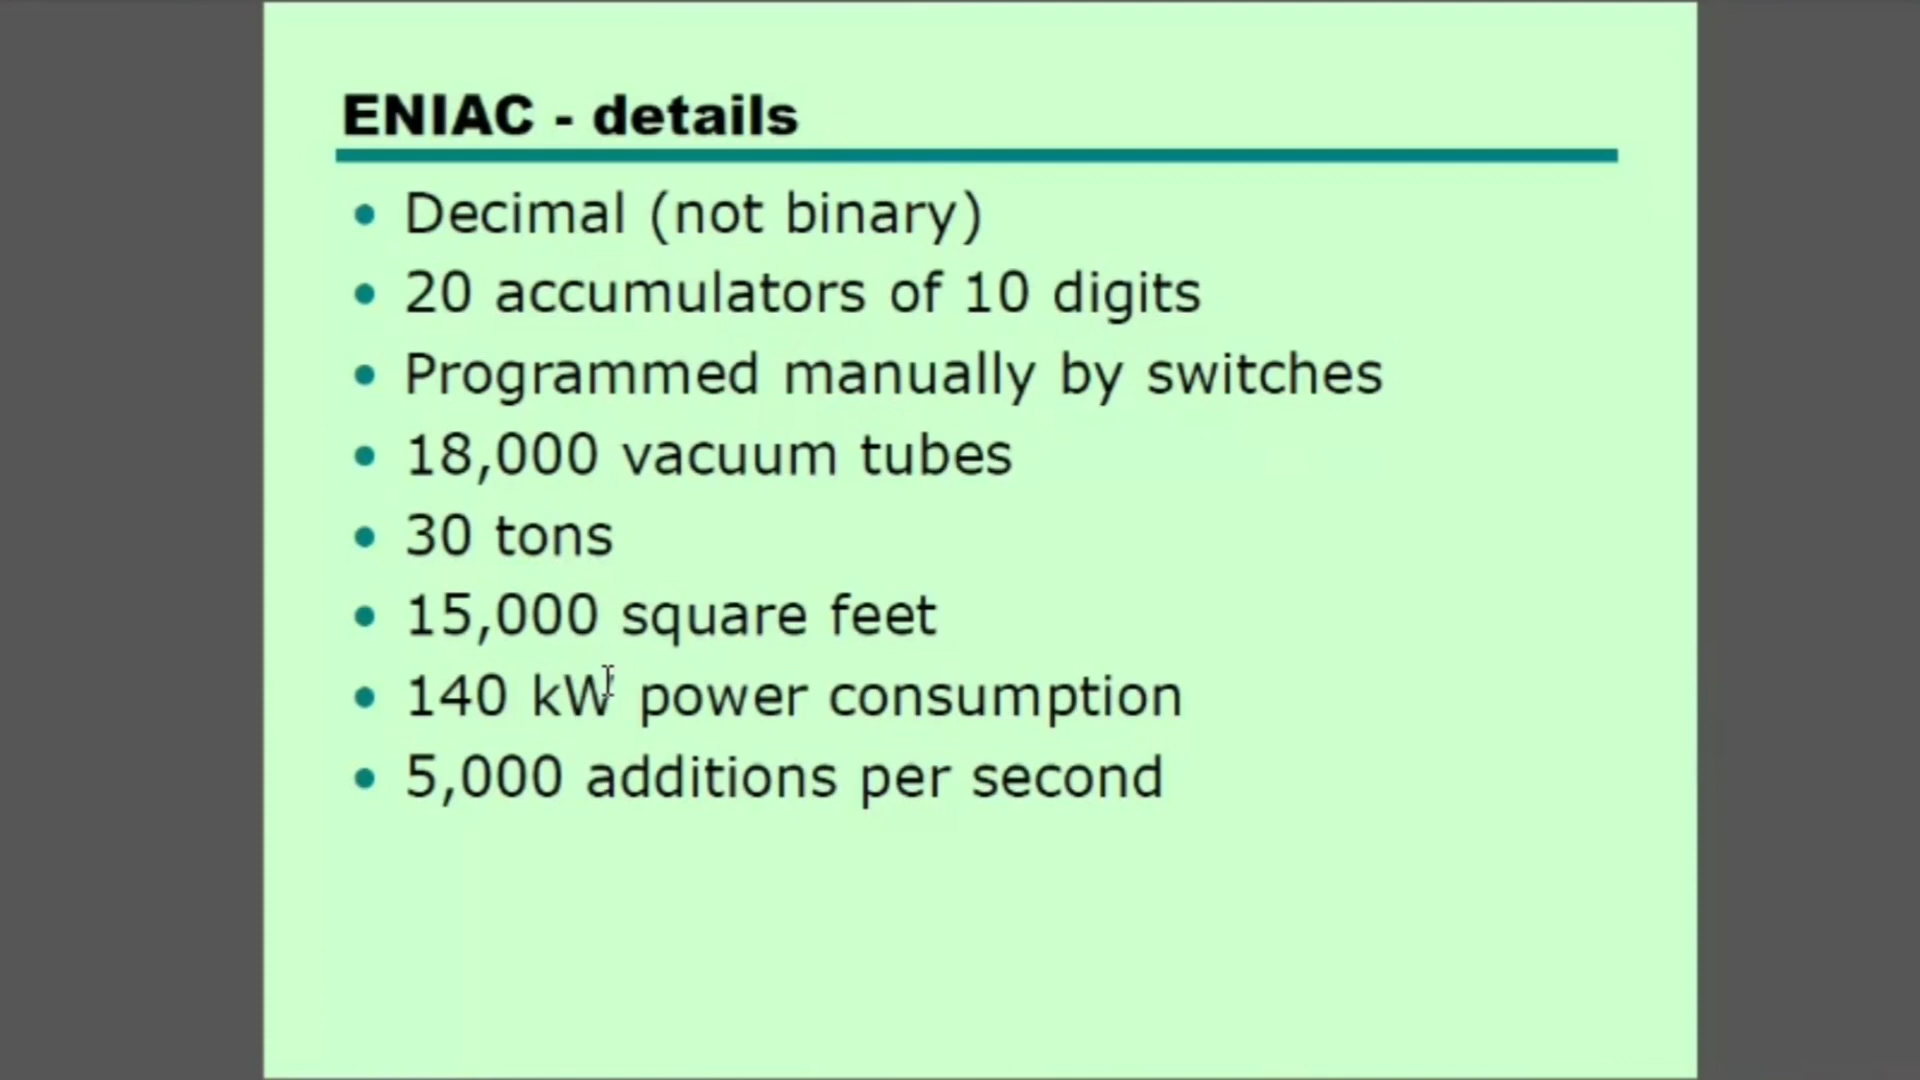 ENIAC - details
• Decimal (not binary)
• 20 accumulators of 10 digits
• Programmed manually by switches
• 18,000 vacuum tubes
• 30 tons
• 15,000 square feet
• 140 kW power consumption
• 5,000 additions per second